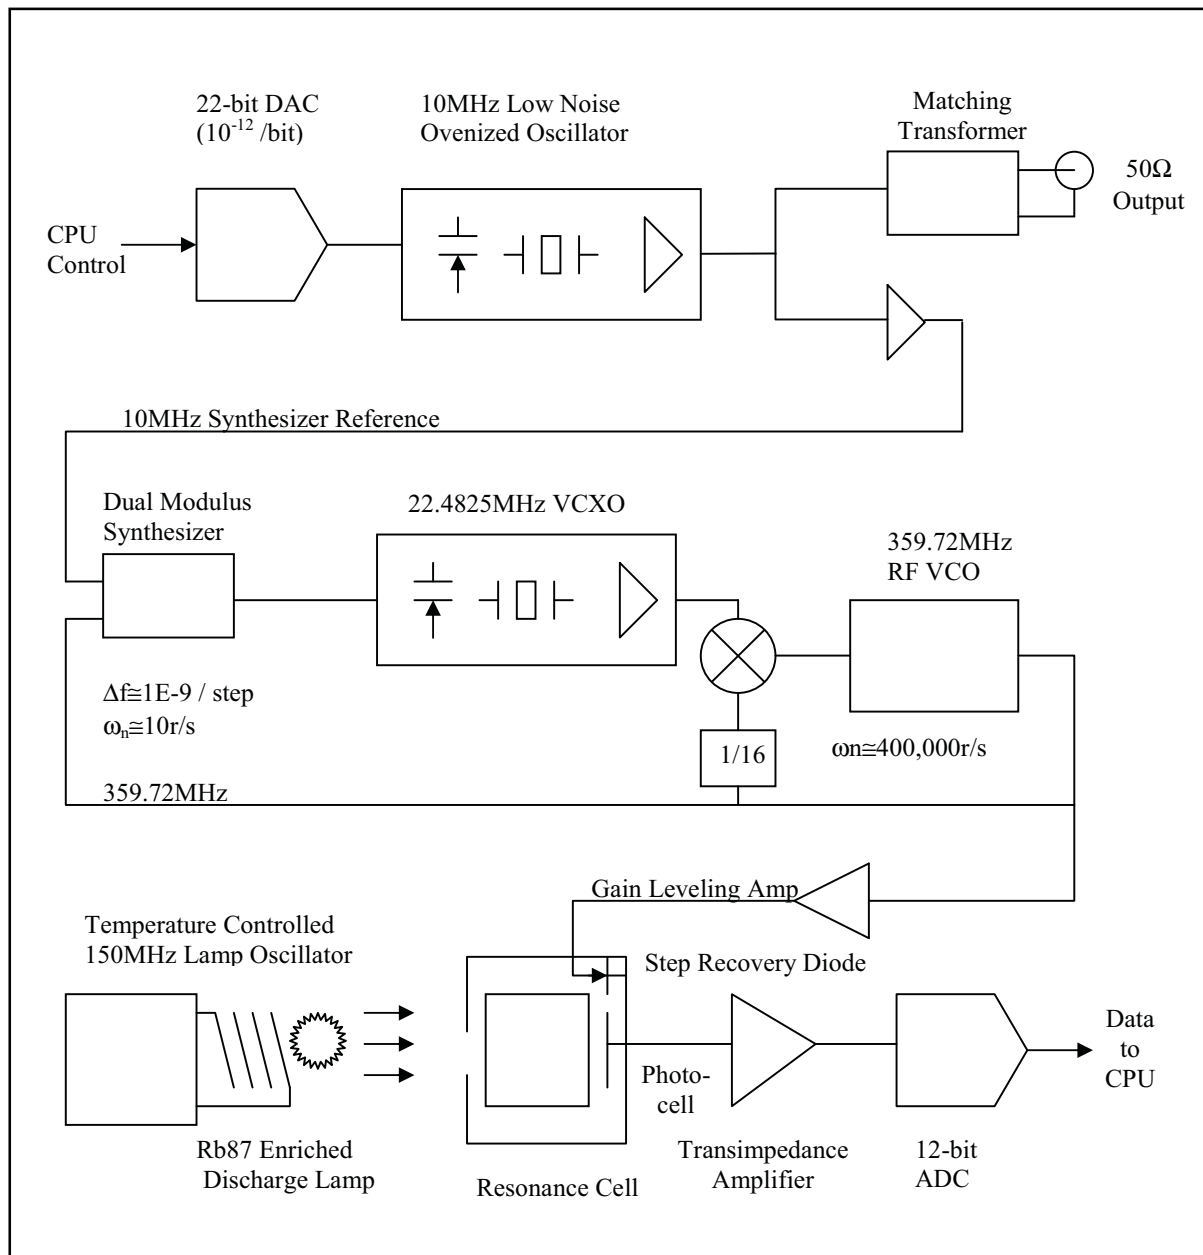 22-bit DAC
(10⁻¹² /bit)
10MHz Low Noise
Ovenized Oscillator
Matching
Transformer
50Ω
Output
CPU
Control
10MHz Synthesizer Reference
Dual Modulus
Synthesizer
22.4825MHz VCXO
359.72MHz
RF VCO
Δf≅1E-9 / step
ωₙ≅10r/s
1/16
ωn≅400,000r/s
359.72MHz
Gain Leveling Amp
Temperature Controlled
150MHz Lamp Oscillator
Step Recovery Diode
Data
to
CPU
Photo-
cell
Rb87 Enriched
Discharge Lamp
Resonance Cell
Transimpedance
Amplifier
12-bit
ADC